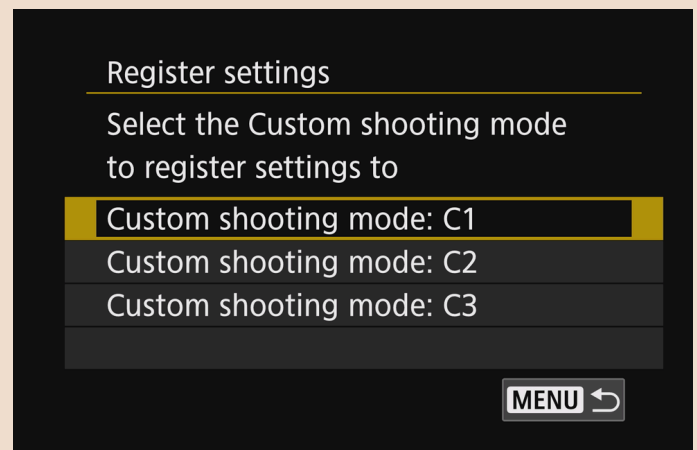 Register settings
Select the Custom shooting mode
to register settings to
Custom shooting mode: C1
Custom shooting mode: C2
Custom shooting mode: C3
MENU